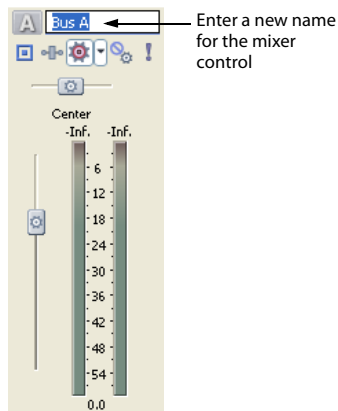 A Bus A
Enter a new name
for the mixer
control
!
Center
-Inf. -Inf.
6
12
18
24
30
36
42
48
54
0.0